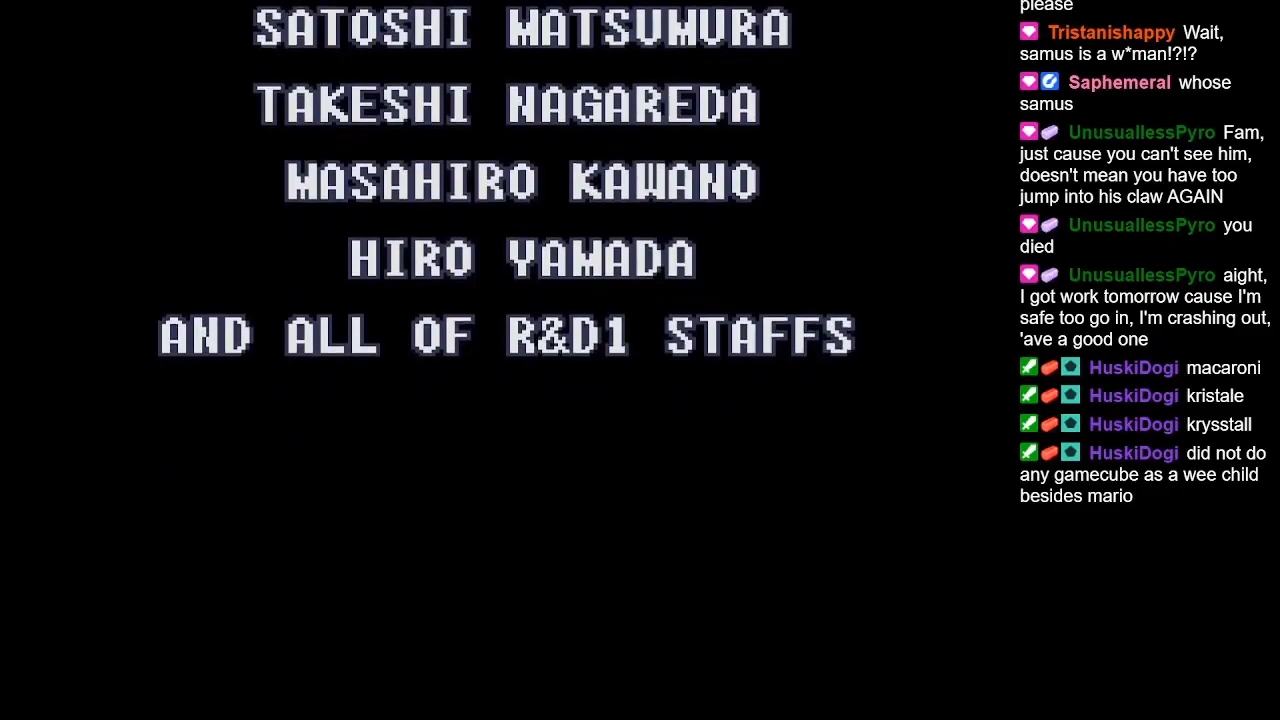 SATOSHI MATSUMURA
TAKESHI NAGAREDA
MASAHIRO KAWANO
HIRO YAMADA
AND ALL OF R&D1 STAFFS
please
Tristanishappy Wait,
samus is a w*man!?!?
Saphemeral whose
samus
UnusuallessPyro Fam,
just cause you can't see him,
doesn't mean you have too
jump into his claw AGAIN
UnusuallessPyro you
died
UnusuallessPyro aight,
I got work tomorrow cause I'm
safe too go in, I'm crashing out,
'ave a good one
HuskiDogi macaroni
HuskiDogi kristale
HuskiDogi krysstall
HuskiDogi did not do
any gamecube as a wee child
besides mario